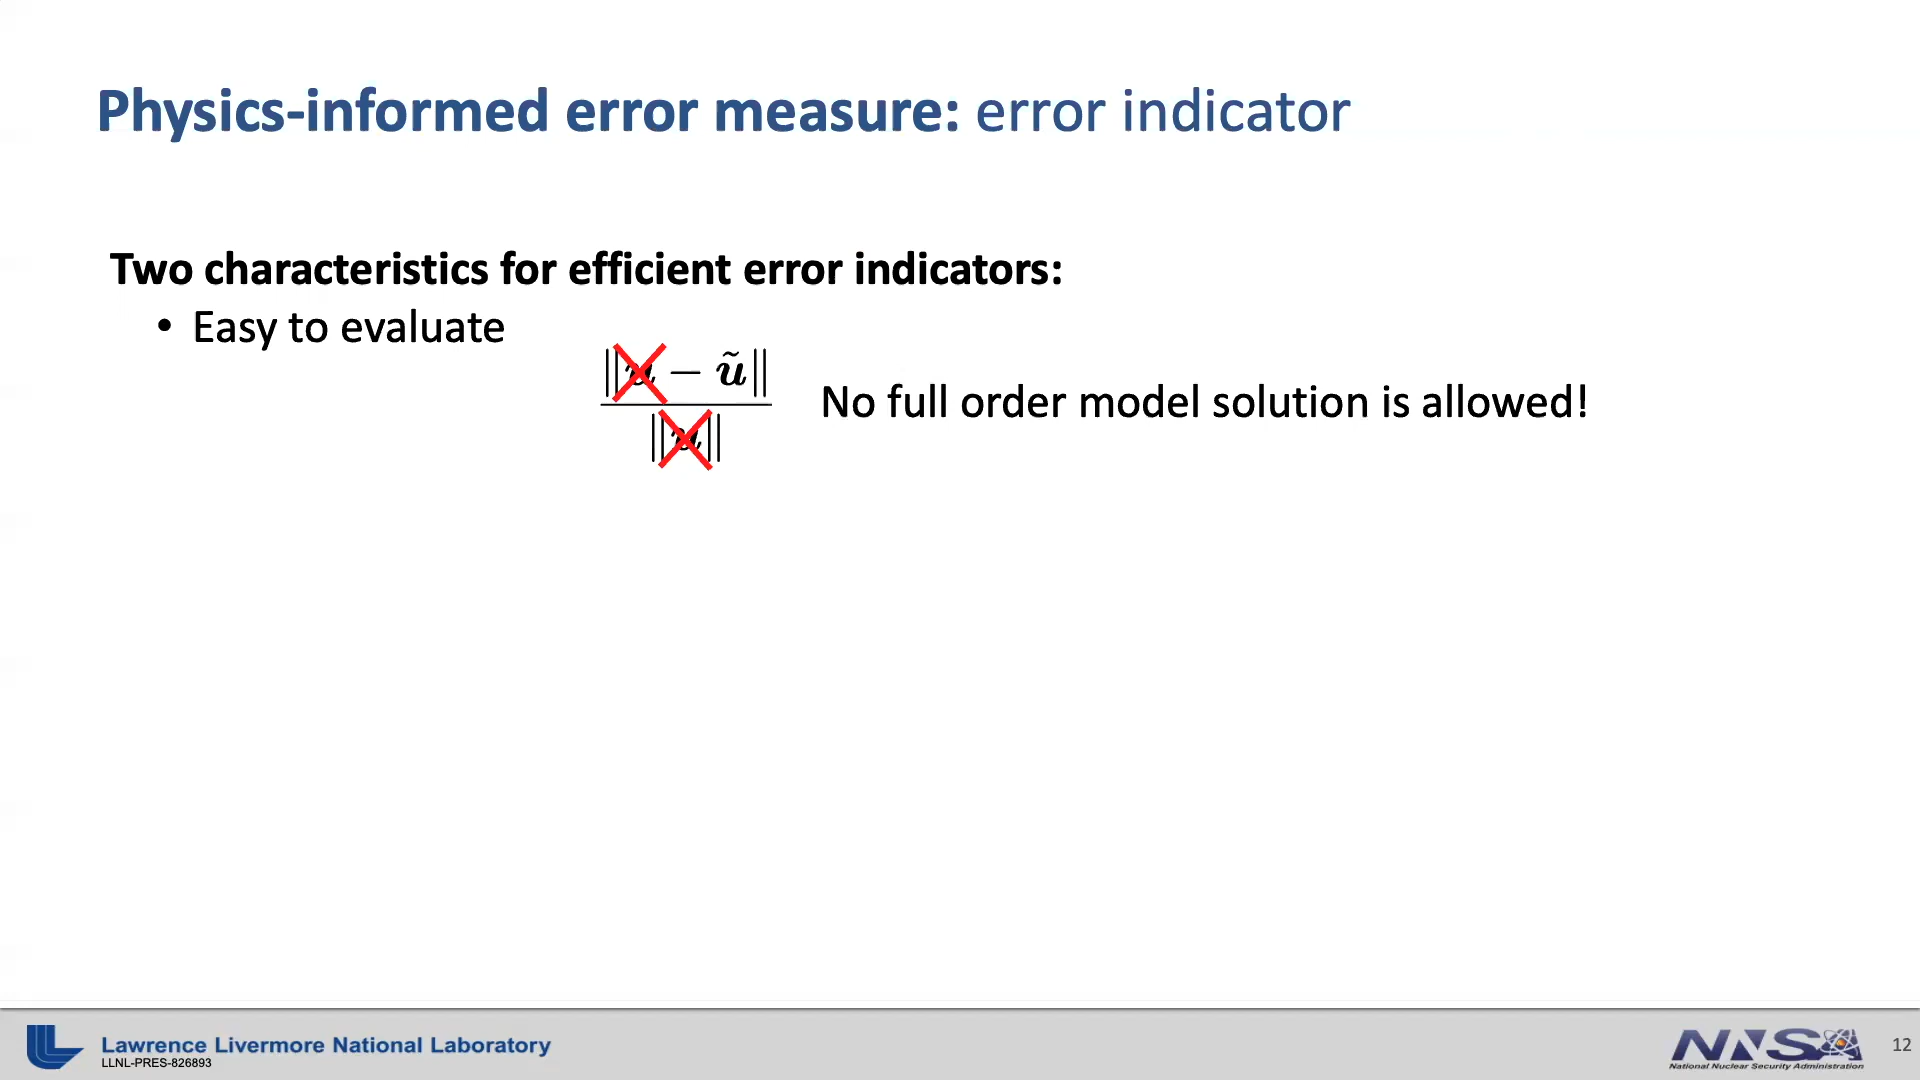 Physics-informed error measure: error indicator
Two characteristics for efficient error indicators:
• Easy to evaluate
‖u − ũ‖
‖u‖
No full order model solution is allowed!
Lawrence Livermore National Laboratory
LLNL-PRES-826893
NNSA
National Nuclear Security Administration
12